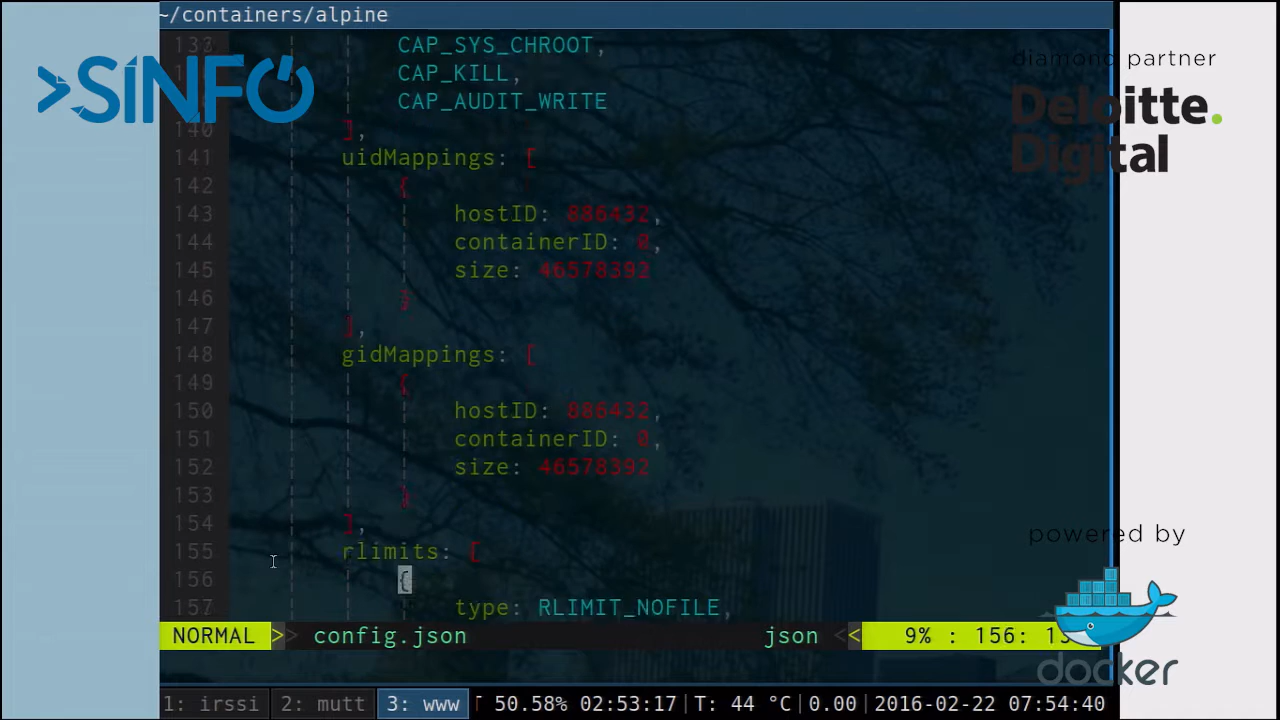 ~/containers/alpine
CAP_SYS_CHROOT,
CAP_KILL,
CAP_AUDIT_WRITE
140 ],
141 uidMappings: [
142 {
143 hostID: 886432,
144 containerID: 0,
145 size: 46578392
146 }
147 ],
148 gidMappings: [
149 {
150 hostID: 886432,
151 containerID: 0,
152 size: 46578392
153 }
154 ],
155 rlimits: [
156 {
157 type: RLIMIT_NOFILE,
NORMAL >> config.json json << 9% : 156:
1: irssi 2: mutt 3: www 50.58% 02:53:17|T: 44 °C|0.00|2016-02-22 07:54:40
>SINFO
diamond partner
Deloitte.
Digital
powered by
docker